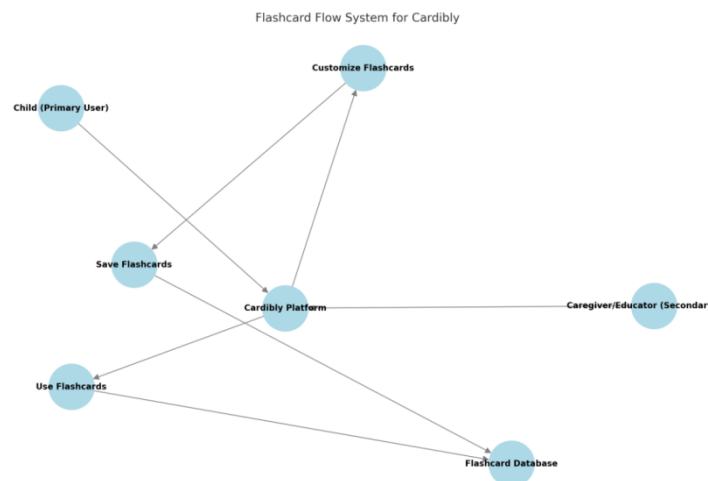 Flashcard Flow System for Cardibly
Customize Flashcards
Child (Primary User)
Save Flashcards
Cardibly Platform
Caregiver/Educator (Secondar
Use Flashcards
Flashcard Database